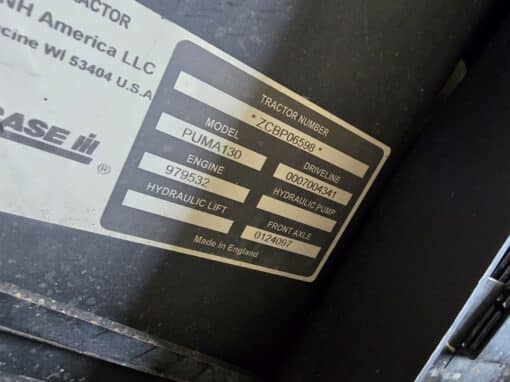 RACTOR
NH America LLC
cine WI 53404 U.S.A
CASE IH
®
TRACTOR NUMBER
* ZCBP06598 *
MODEL
PUMA130
DRIVELINE
0007004341
ENGINE
979532
HYDRAULIC PUMP
HYDRAULIC LIFT
FRONT AXLE
0124097
Made in England